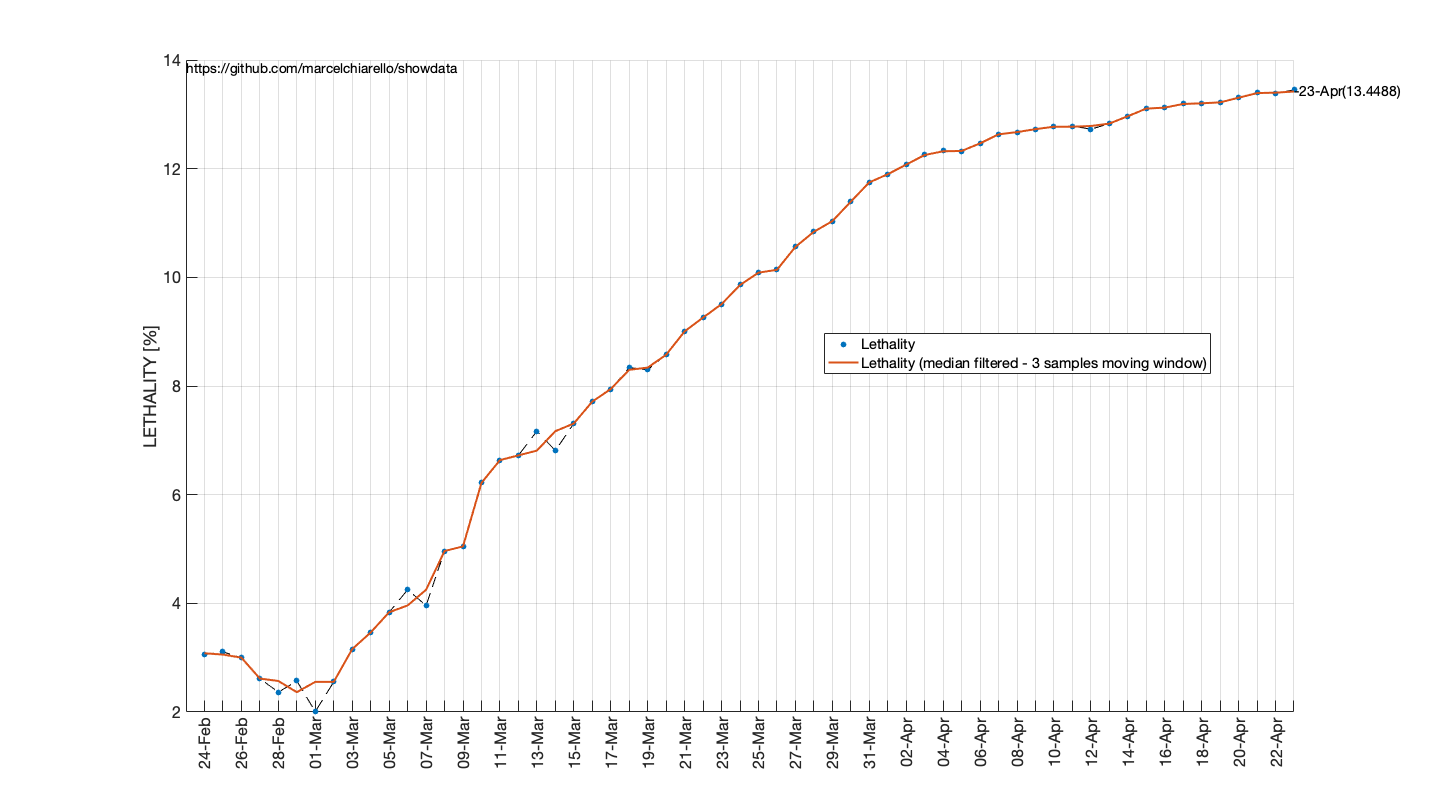 14
https://github.com/marcelchiarello/showdata
23-Apr(13.4488)
12
10
8
6
4
2
LETHALITY [%]
Lethality
Lethality (median filtered - 3 samples moving window)
24-Feb
26-Feb
28-Feb
01-Mar
03-Mar
05-Mar
07-Mar
09-Mar
11-Mar
13-Mar
15-Mar
17-Mar
19-Mar
21-Mar
23-Mar
25-Mar
27-Mar
29-Mar
31-Mar
02-Apr
04-Apr
06-Apr
08-Apr
10-Apr
12-Apr
14-Apr
16-Apr
18-Apr
20-Apr
22-Apr